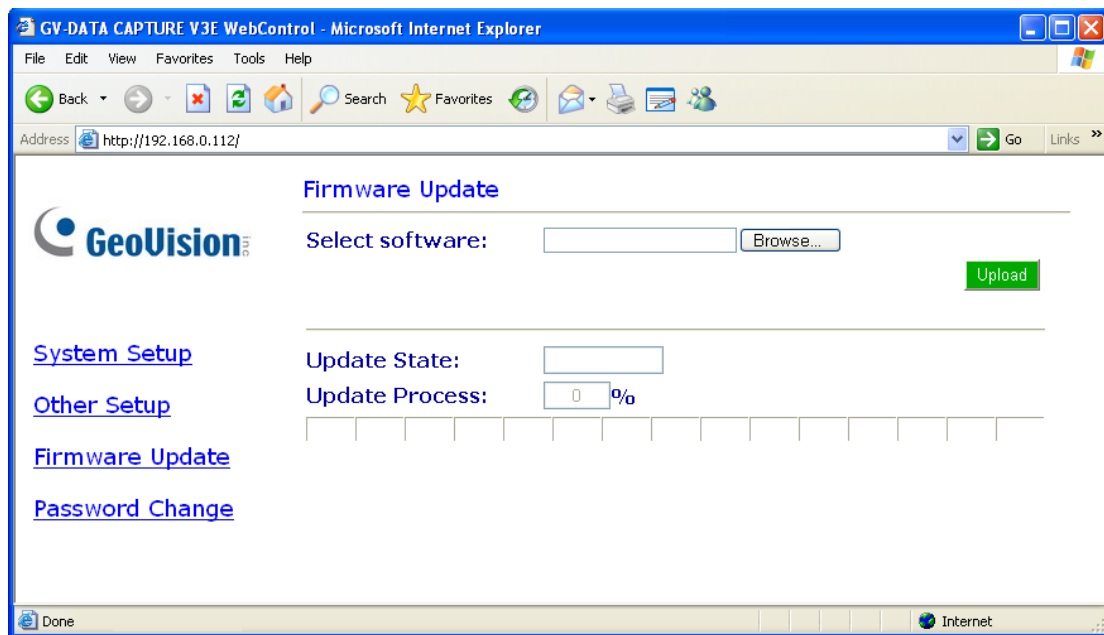 GV-DATA CAPTURE V3E WebControl - Microsoft Internet Explorer
File Edit View Favorites Tools Help
Back Search Favorites
Address http://192.168.0.112/ Go Links »
GeoVision inc
Firmware Update
Select software: Browse...
Upload
System Setup
Other Setup
Firmware Update
Password Change
Update State:
Update Process: 0 %
Done Internet